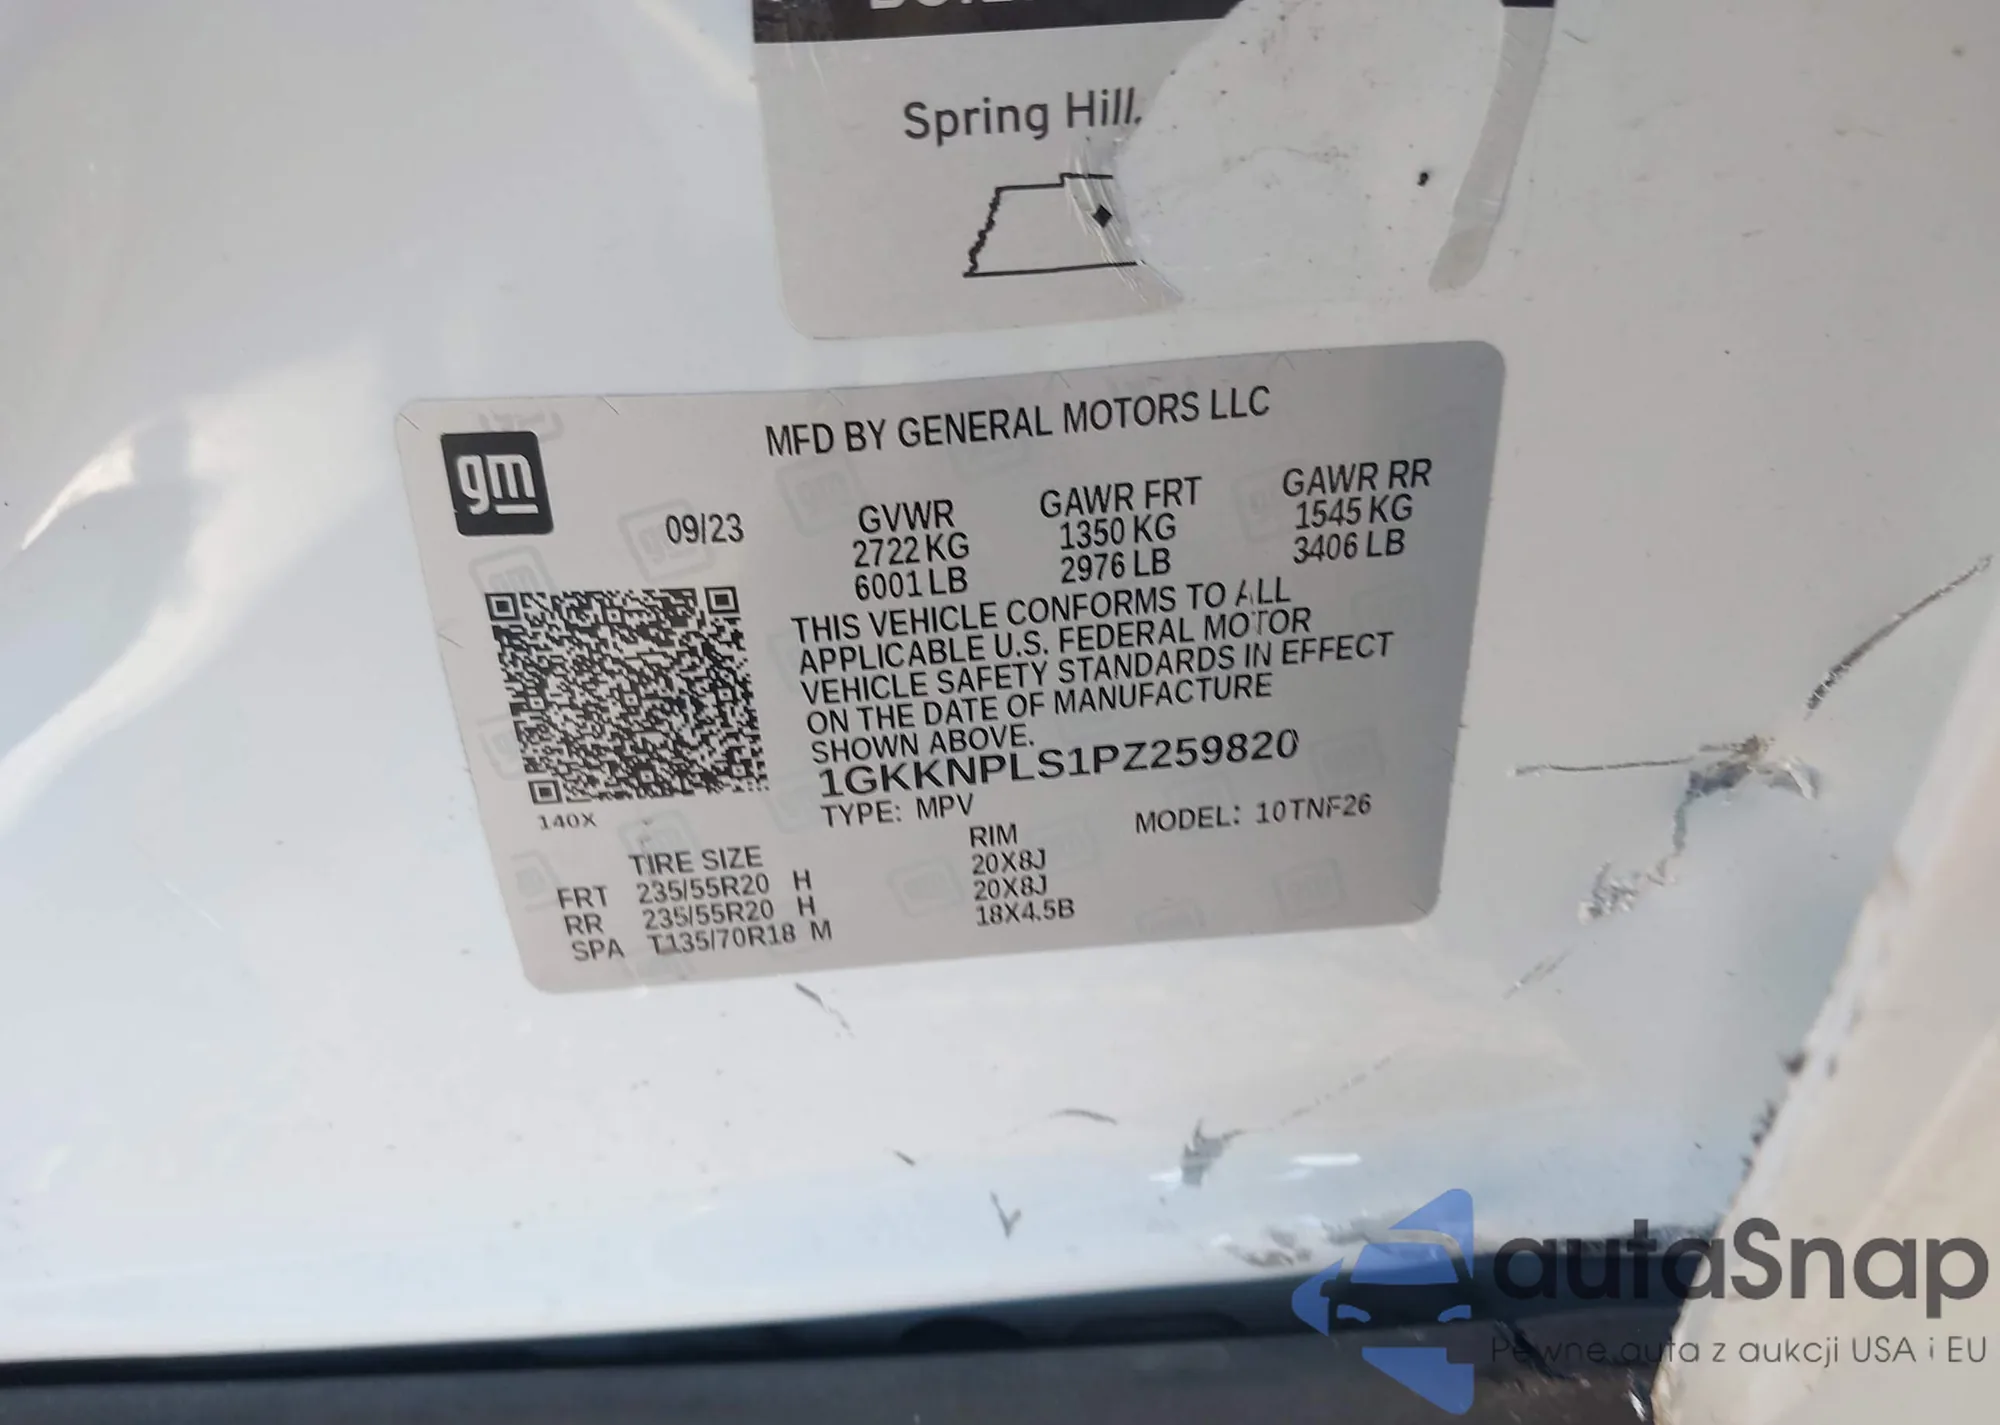 Spring Hill,
gm
MFD BY GENERAL MOTORS LLC
09/23
GVWR GAWR FRT GAWR RR
2722 KG 1350 KG 1545 KG
6001 LB 2976 LB 3406 LB
THIS VEHICLE CONFORMS TO ALL
APPLICABLE U.S. FEDERAL MOTOR
VEHICLE SAFETY STANDARDS IN EFFECT
ON THE DATE OF MANUFACTURE
SHOWN ABOVE.
1GKKNPLS1PZ259820
140X
TYPE: MPV MODEL: 10TNF26
TIRE SIZE RIM
FRT 235/55R20 H 20X8J
RR 235/55R20 H 20X8J
SPA T135/70R18 M 18X4.5B
autaSnap
Pewne auta z aukcji USA i EU